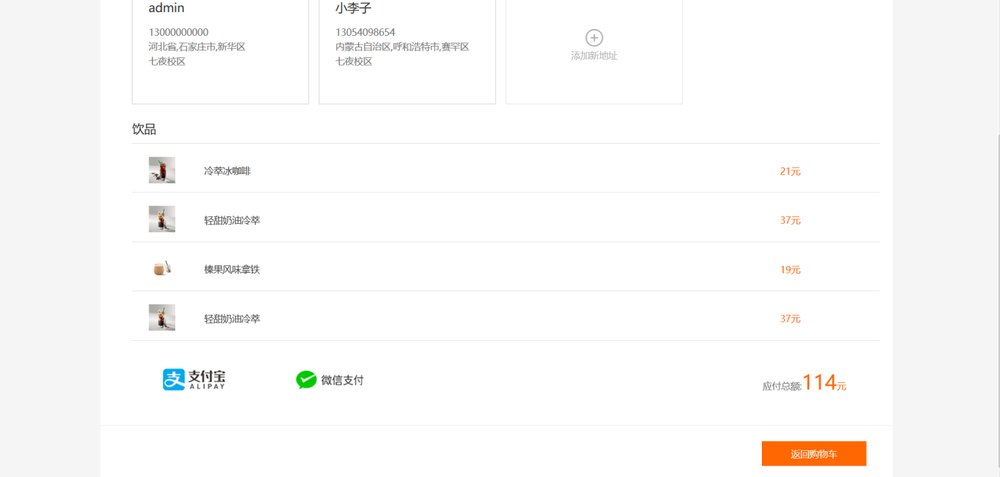 admin
13000000000
河北省,石家庄市,新华区
七夜校区
小李子
13054098654
内蒙古自治区,呼和浩特市,赛罕区
七夜校区
添加新地址
饮品
冷萃冰咖啡 21元
轻甜奶油冷萃 37元
榛果风味拿铁 19元
轻甜奶油冷萃 37元
支 支付宝
ALIPAY
微信支付
应付总额:114元
返回购物车